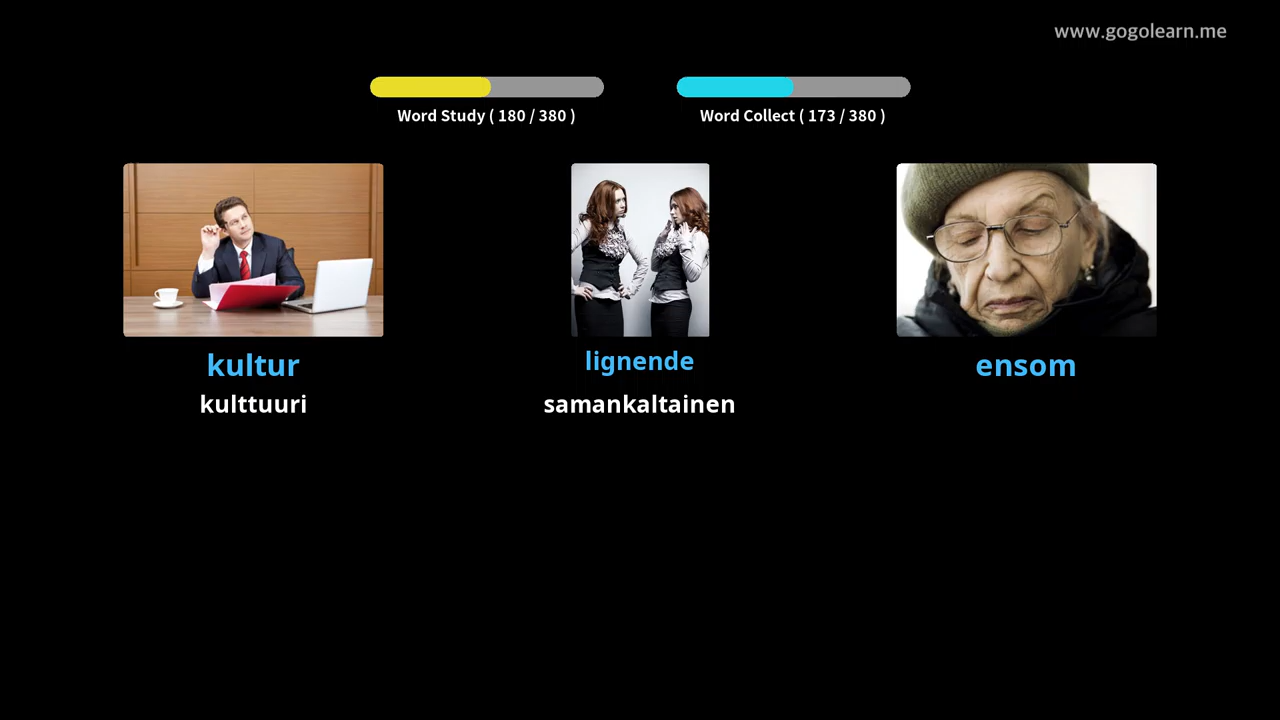 www.gogolearn.me
Word Study ( 180 / 380 )
Word Collect ( 173 / 380 )
kultur
lignende
ensom
kulttuuri
samankaltainen